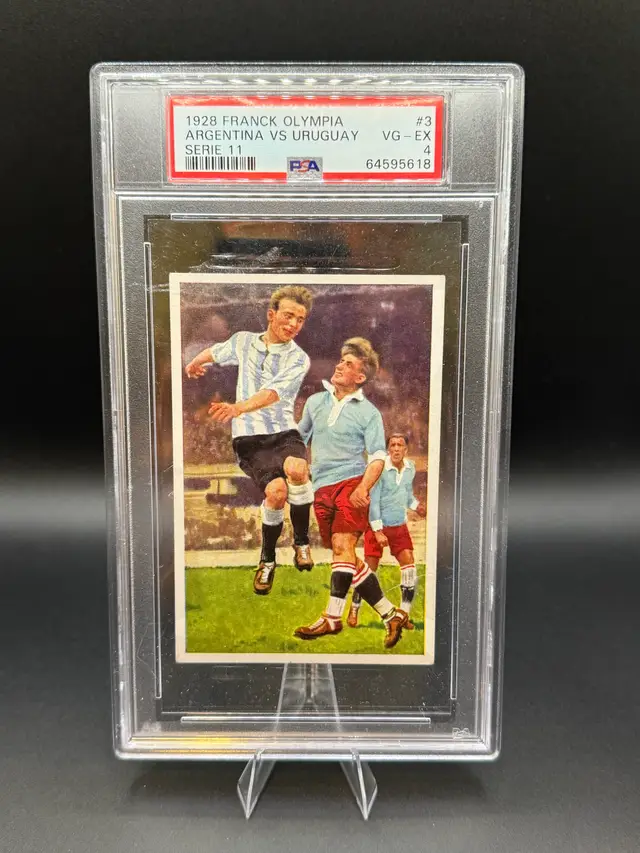 1928 FRANCK OLYMPIA #3
ARGENTINA VS URUGUAY VG-EX
SERIE 11 4
PSA 64595618